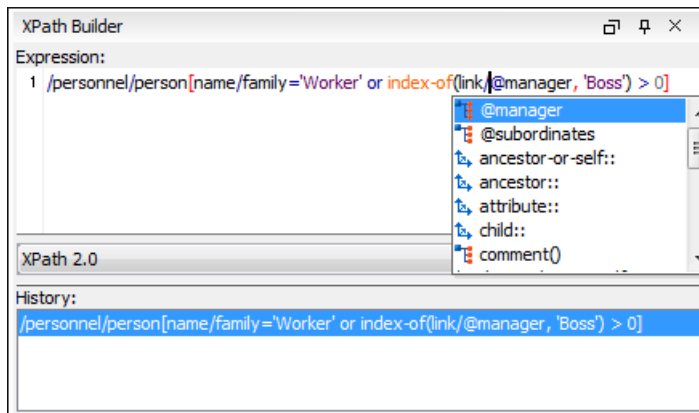 XPath Builder
Expression:
1 /personnel/person[name/family='Worker' or index-of(link/@manager, 'Boss') > 0]
@manager
@subordinates
ancestor-or-self::
ancestor::
attribute::
child::
comment()
XPath 2.0
History:
/personnel/person[name/family='Worker' or index-of(link/@manager, 'Boss') > 0]